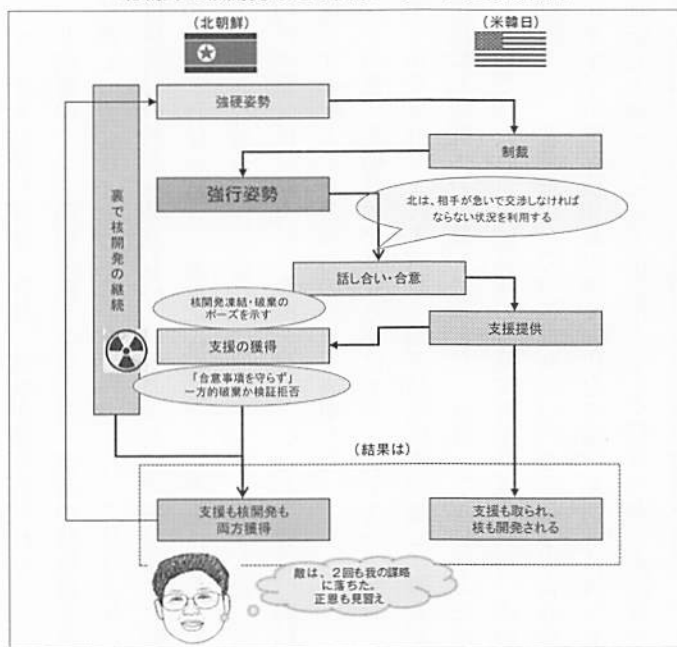 (北朝鮮)
(米韓日)
強硬姿勢
制裁
強行姿勢
北は、相手が急いで交渉しなければ
ならない状況を利用する
裏で核開発の継続
話し合い・合意
核開発凍結・破棄の
ポーズを示す
支援の獲得
支援提供
「合意事項を守らず」
一方的破棄か検証拒否
(結果は)
支援も核開発も
両方獲得
支援も取られ、
核も開発される
敵は、2回も我の謀略
に落ちた。
正恩も見習え